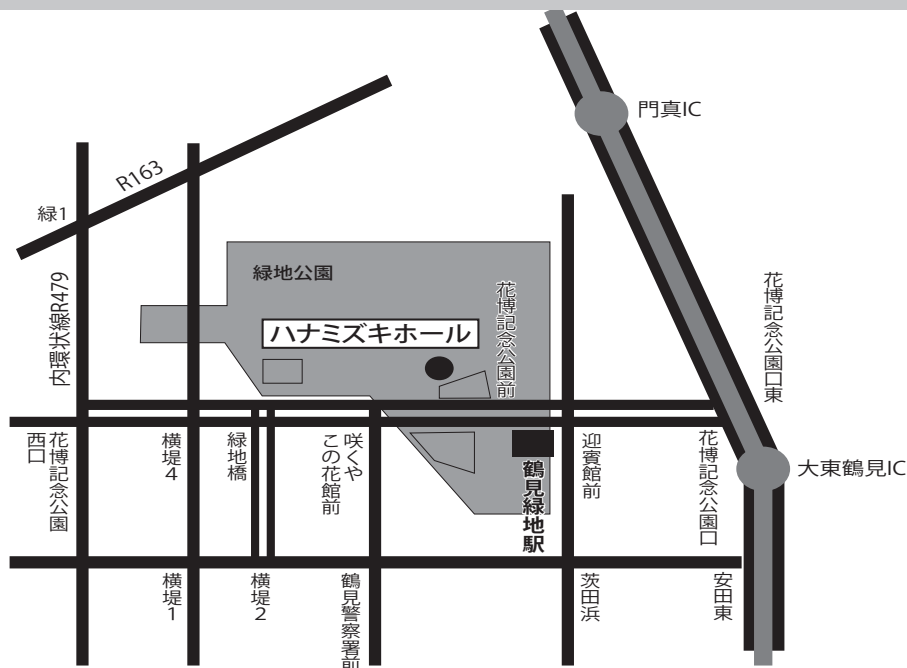 門真IC
R163
緑1
内環状線R479
緑地公園
ハナミズキホール
花博記念公園前
花博記念公園口東
花博記念公園
西口
横堤4
緑地橋
咲くや
この花館前
鶴見緑地駅
迎賓館前
花博記念公園口
大東鶴見IC
横堤1
横堤2
鶴見警察署前
茨田浜
安田東